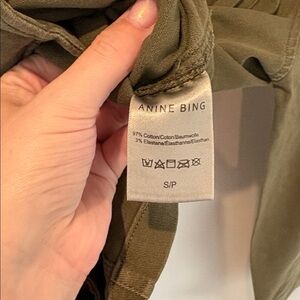 ANINE BING
97% Cotton/Coton/Baumwolle
3% Elastane/Elasthanne/Elasthan
S/P